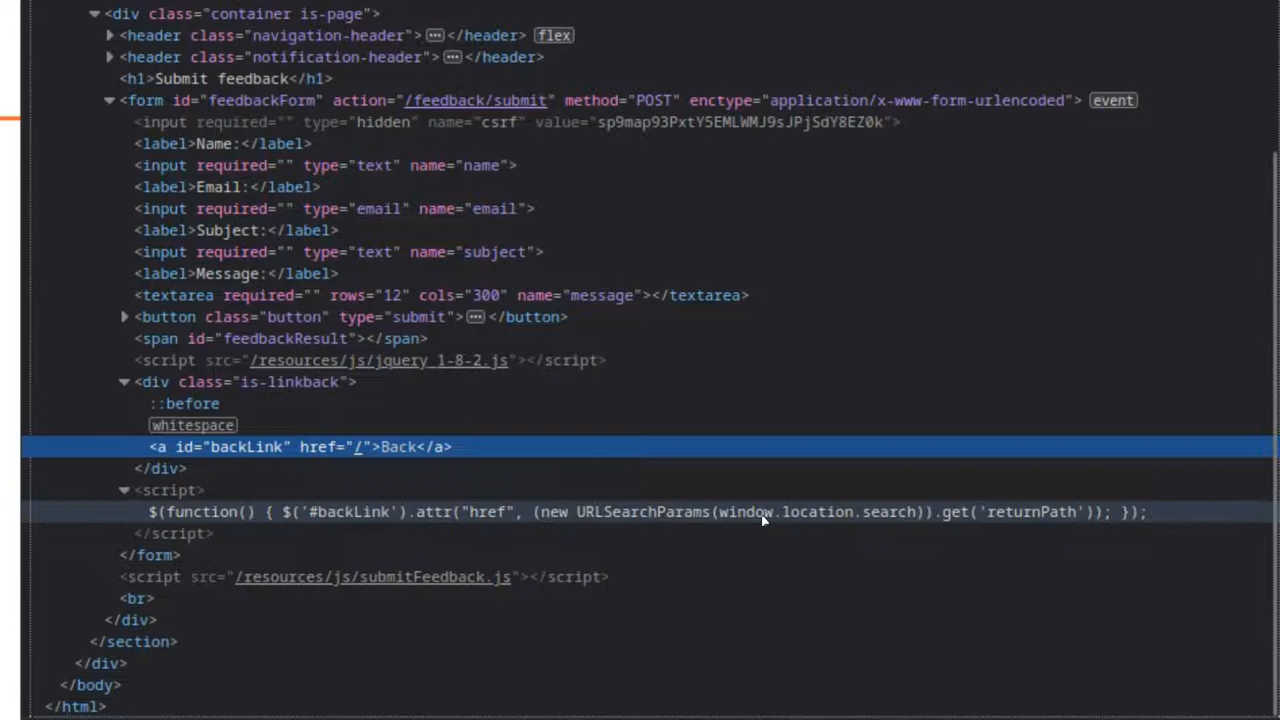 <div class="container is-page">
<header class="navigation-header"> ··· </header> flex
<header class="notification-header"> ··· </header>
<h1>Submit feedback</h1>
<form id="feedbackForm" action="/feedback/submit" method="POST" enctype="application/x-www-form-urlencoded"> event
<input required="" type="hidden" name="csrf" value="sp9map93PxtY5EMLWMJ9sJPjSdY8EZ0k">
<label>Name:</label>
<input required="" type="text" name="name">
<label>Email:</label>
<input required="" type="email" name="email">
<label>Subject:</label>
<input required="" type="text" name="subject">
<label>Message:</label>
<textarea required="" rows="12" cols="300" name="message"></textarea>
<button class="button" type="submit"> ··· </button>
<span id="feedbackResult"></span>
<script src="/resources/js/jquery_1-8-2.js"></script>
<div class="is-linkback">
::before
whitespace
<a id="backLink" href="/">Back</a>
</div>
<script>
$(function() { $('#backLink').attr("href", (new URLSearchParams(window.location.search)).get('returnPath')); });
</script>
</form>
<script src="/resources/js/submitFeedback.js"></script>
<br>
</div>
</section>
</div>
</body>
</html>